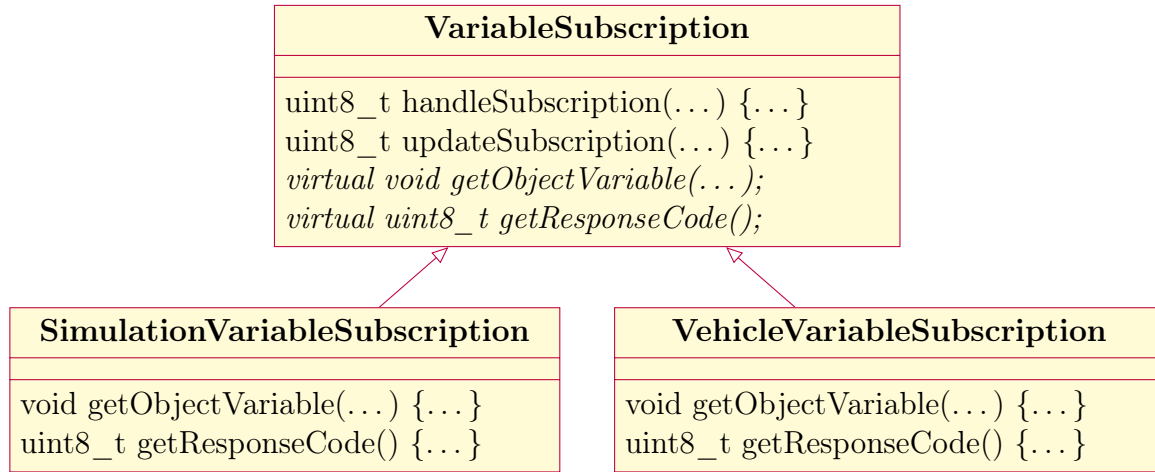 VariableSubscription
uint8_t handleSubscription(...) {...}
uint8_t updateSubscription(...) {...}
virtual void getObjectVariable(...);
virtual uint8_t getResponseCode();
SimulationVariableSubscription
void getObjectVariable(...) {...}
uint8_t getResponseCode() {...}
VehicleVariableSubscription
void getObjectVariable(...) {...}
uint8_t getResponseCode() {...}